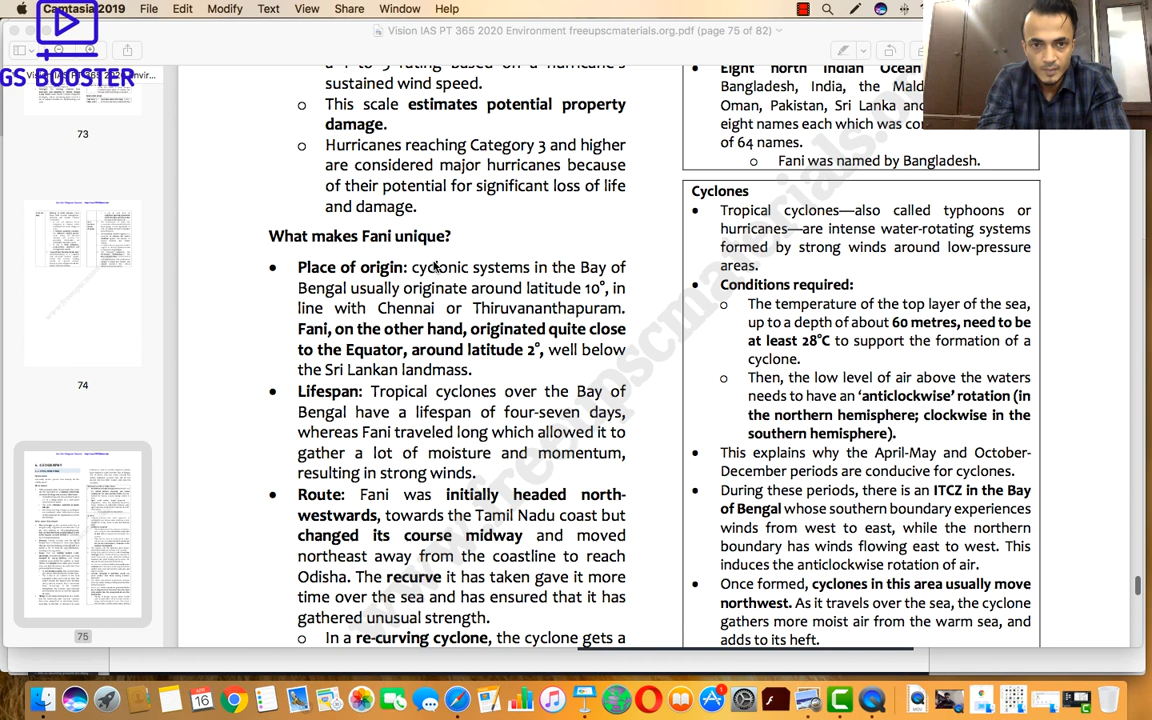 Camtasia 2019 File Edit Modify Text View Share Window Help
Vision IAS PT 365 2020 Environment freeupscmaterials.org.pdf (page 75 of 82)
GS BOOSTER
Vision IAS PT 365 2020 Envir...
73
74
75
sustained wind speed.
o This scale estimates potential property
damage.
o Hurricanes reaching Category 3 and higher
are considered major hurricanes because
of their potential for significant loss of life
and damage.
What makes Fani unique?
• Place of origin: cyclonic systems in the Bay of
Bengal usually originate around latitude 10°, in
line with Chennai or Thiruvananthapuram.
Fani, on the other hand, originated quite close
to the Equator, around latitude 2°, well below
the Sri Lankan landmass.
• Lifespan: Tropical cyclones over the Bay of
Bengal have a lifespan of four-seven days,
whereas Fani traveled long which allowed it to
gather a lot of moisture and momentum,
resulting in strong winds.
• Route: Fani was initially headed north-
westwards, towards the Tamil Nadu coast but
changed its course midway and moved
northeast away from the coastline to reach
Odisha. The recurve it has taken gave it more
time over the sea and has ensured that it has
gathered unusual strength.
o In a re-curving cyclone, the cyclone gets a
• Eight north Indian Ocean
Bangladesh, India, the
Oman, Pakistan, Sri Lanka
eight names each which was
of 64 names.
o Fani was named by Bangladesh.
Cyclones
• Tropical cyclones—also called typhoons or
hurricanes—are intense water-rotating systems
formed by strong winds around low-pressure
areas.
• Conditions required:
o The temperature of the top layer of the sea,
up to a depth of about 60 metres, need to be
at least 28°C to support the formation of a
cyclone.
o Then, the low level of air above the waters
needs to have an ‘anticlockwise’ rotation (in
the northern hemisphere; clockwise in the
southern hemisphere).
• This explains why the April-May and October-
December periods are conducive for cyclones.
• During these periods, there is an ITCZ in the Bay
of Bengal whose southern boundary experiences
winds from west to east, while the northern
boundary has winds flowing east to west. This
induces the anticlockwise rotation of air.
• Once formed, cyclones in this area usually move
northwest. As it travels over the sea, the cyclone
gathers more moist air from the warm sea, and
adds to its heft.
www.freeupscmaterials.org
APR
16
1